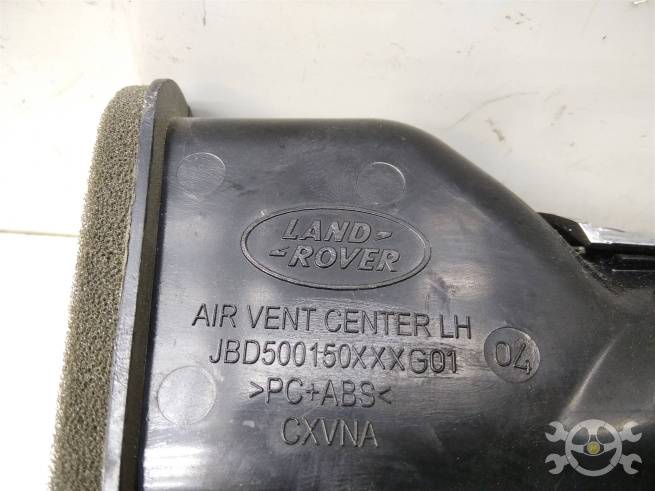 LAND-
-ROVER
AIR VENT CENTER LH
JBD500150XXXG01 04
>PC+ABS<
CXVNA